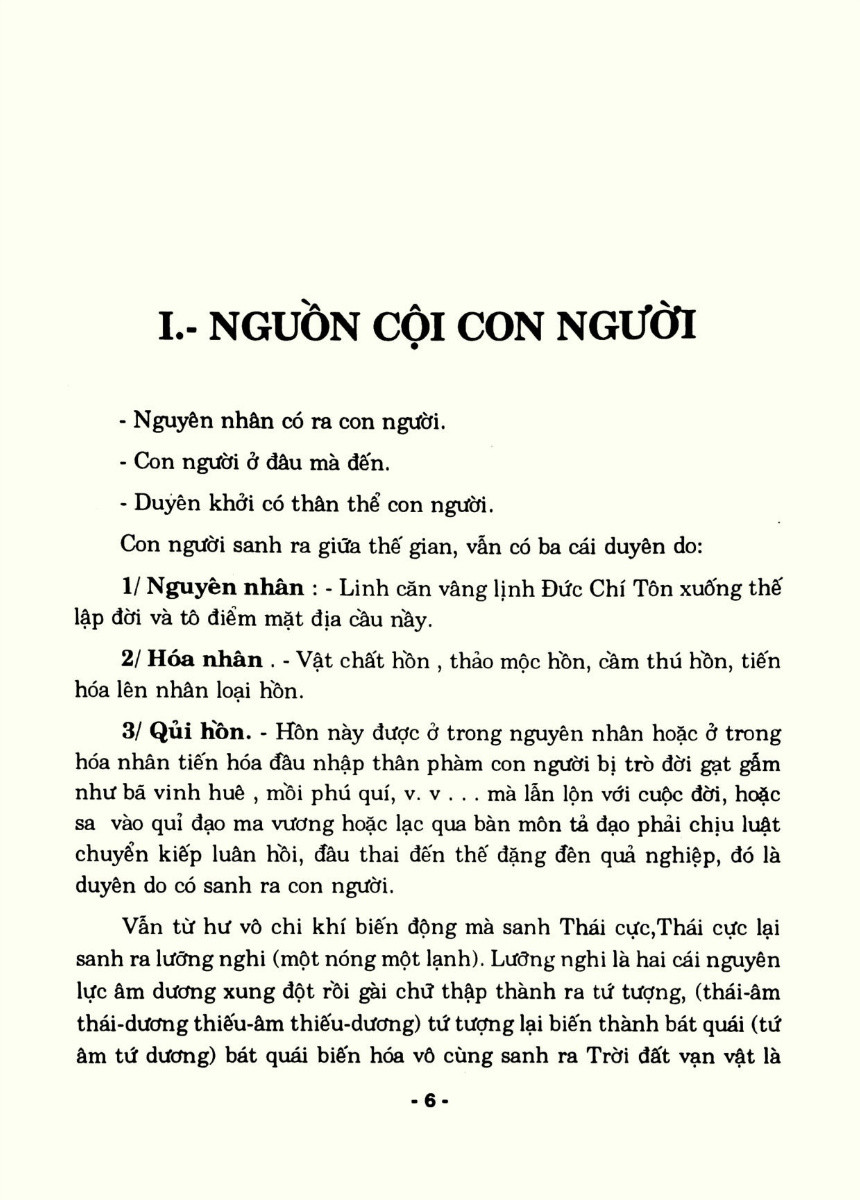 I.- NGUỒN CỘI CON NGƯỜI
- Nguyên nhân có ra con người.
- Con người ở đâu mà đến.
- Duyên khởi có thân thể con người.
Con người sanh ra giữa thế gian, vẫn có ba cái duyên do:
1/ Nguyên nhân : - Linh căn vâng lịnh Đức Chí Tôn xuống thế
lập đời và tô điểm mặt địa cầu nầy.
2/ Hóa nhân . - Vật chất hồn , thảo mộc hồn, cầm thú hồn, tiến
hóa lên nhân loại hồn.
3/ Qủi hồn. - Hồn này được ở trong nguyên nhân hoặc ở trong
hóa nhân tiến hóa đầu nhập thân phàm con người bị trò đời gạt gẫm
như bã vinh huê , mồi phú quí, v. v . . . mà lẫn lộn với cuộc đời, hoặc
sa vào quỉ đạo ma vương hoặc lạc qua bàn môn tả đạo phải chịu luật
chuyển kiếp luân hồi, đầu thai đến thế đặng đền quả nghiệp, đó là
duyên do có sanh ra con người.
Vẫn từ hư vô chi khí biến động mà sanh Thái cực,Thái cực lại
sanh ra lưỡng nghi (một nóng một lạnh). Lưỡng nghi là hai cái nguyên
lực âm dương xung đột rồi gài chữ thập thành ra tứ tượng, (thái-âm
thái-dương thiếu-âm thiếu-dương) tứ tượng lại biến thành bát quái (tứ
âm tứ dương) bát quái biến hóa vô cùng sanh ra Trời đất vạn vật là
- 6 -